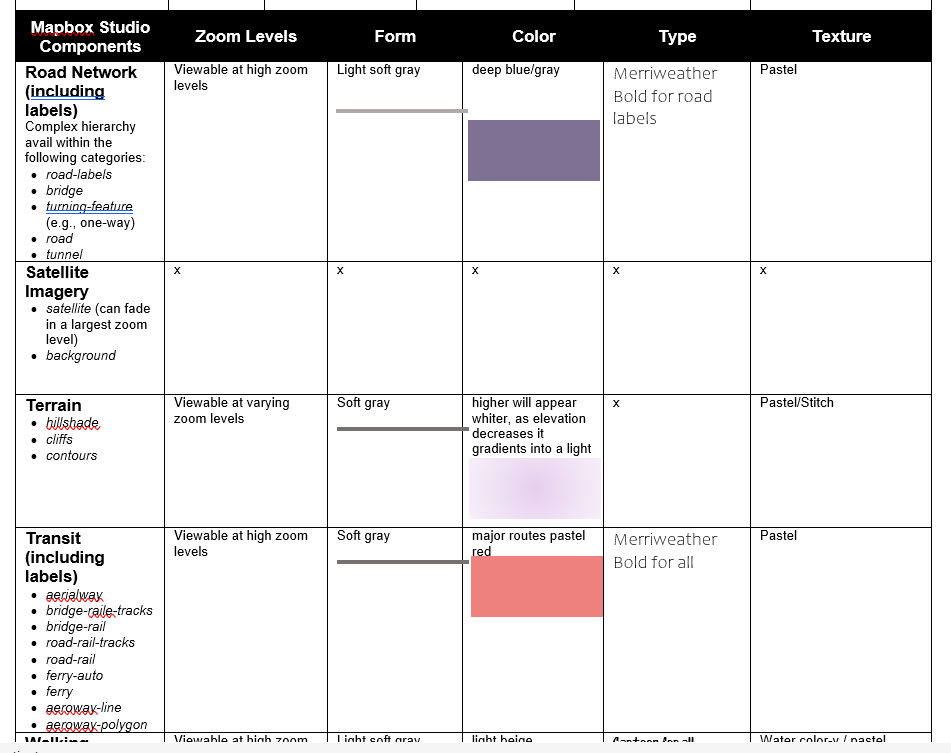 Mapbox Studio
Components
Zoom Levels
Form
Color
Type
Texture
Road Network
(including
labels)
Complex hierarchy
avail within the
following categories:
• road-labels
• bridge
• turning-feature
(e.g., one-way)
• road
• tunnel
Viewable at high zoom
levels
Light soft gray
deep blue/gray
Merriweather
Bold for road
labels
Pastel
Satellite
Imagery
• satellite (can fade
in a largest zoom
level)
• background
x
x
x
x
x
Terrain
• hillshade
• cliffs
• contours
Viewable at varying
zoom levels
Soft gray
higher will appear
whiter, as elevation
decreases it
gradients into a light
x
Pastel/Stitch
Transit
(including
labels)
• aerialway
• bridge-raile-tracks
• bridge-rail
• road-rail-tracks
• road-rail
• ferry-auto
• ferry
• aeroway-line
• aeroway-polygon
Viewable at high zoom
levels
Soft gray
major routes pastel
red
Merriweather
Bold for all
Pastel
Walking
Viewable at high zoom
Light soft gray
light beige
for all
Water color-y / pastel